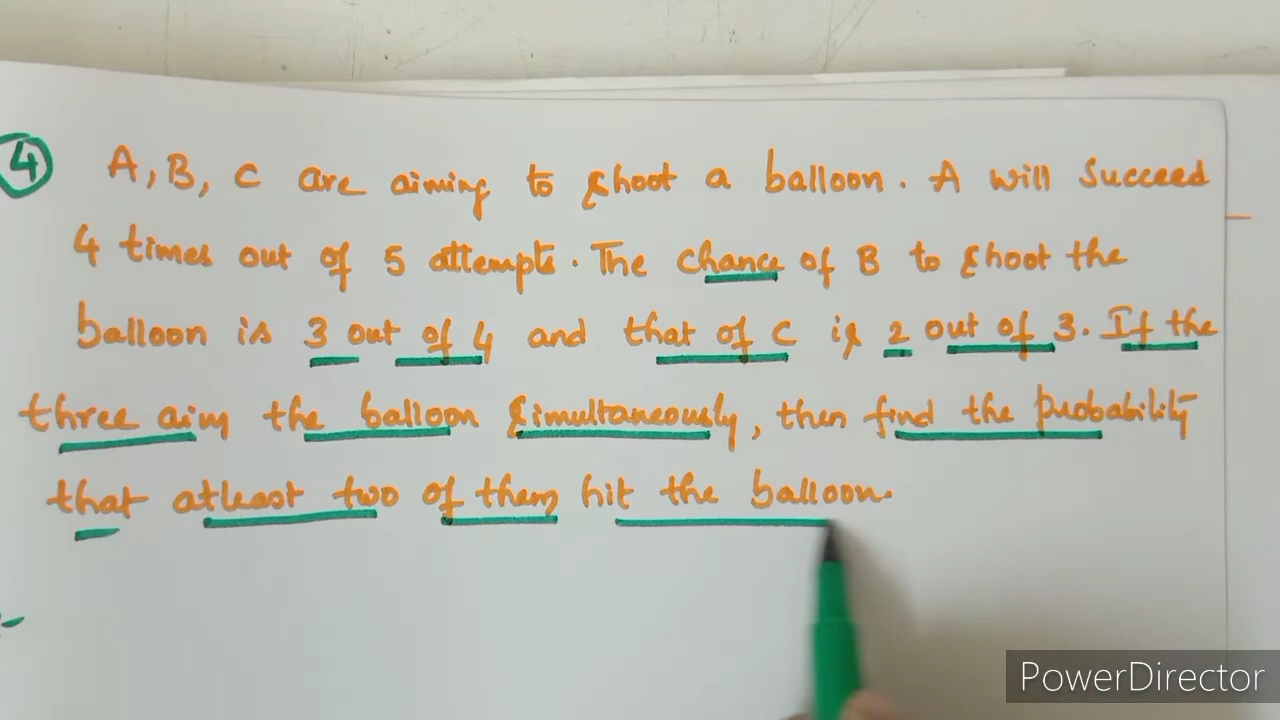 4 A, B, C are aiming to shoot a balloon. A will succeed
4 times out of 5 attempts. The chance of B to shoot the
balloon is 3 out of 4 and that of C is 2 out of 3. If the
three aim the balloon simultaneously, then find the probability
that atleast two of them hit the balloon.
PowerDirector